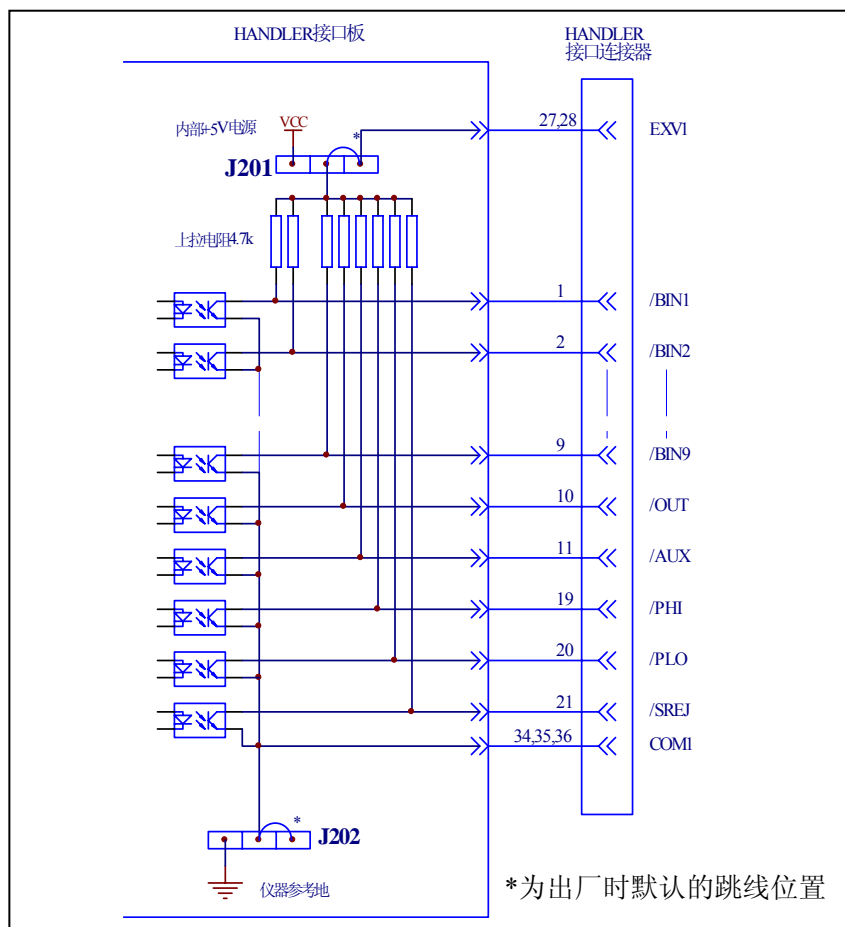 HANDLER接口板
HANDLER
接口连接器
内部+5V电源
VCC
*
27,28
EXV1
J201
上拉电阻4.7k
1
/BIN1
2
/BIN2
9
/BIN9
10
/OUT
11
/AUX
19
/PHI
20
/PLO
21
/SREJ
34,35,36
COM1
*
J202
仪器参考地
*为出厂时默认的跳线位置